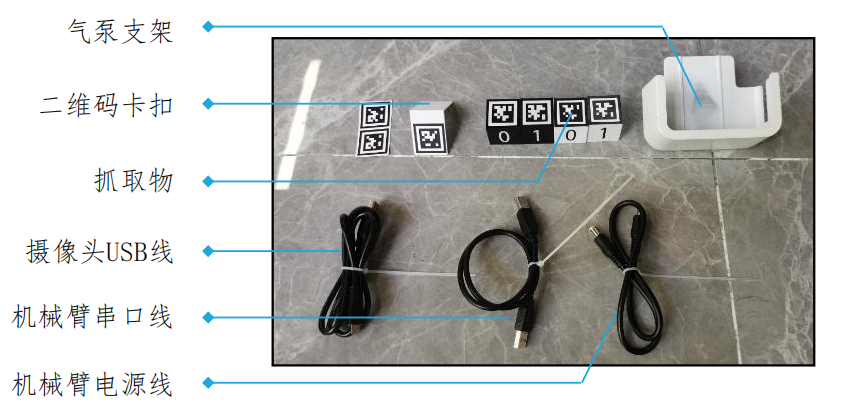 气泵支架
二维码卡扣
抓取物
摄像头USB线
机械臂串口线
机械臂电源线
0 1 0 1